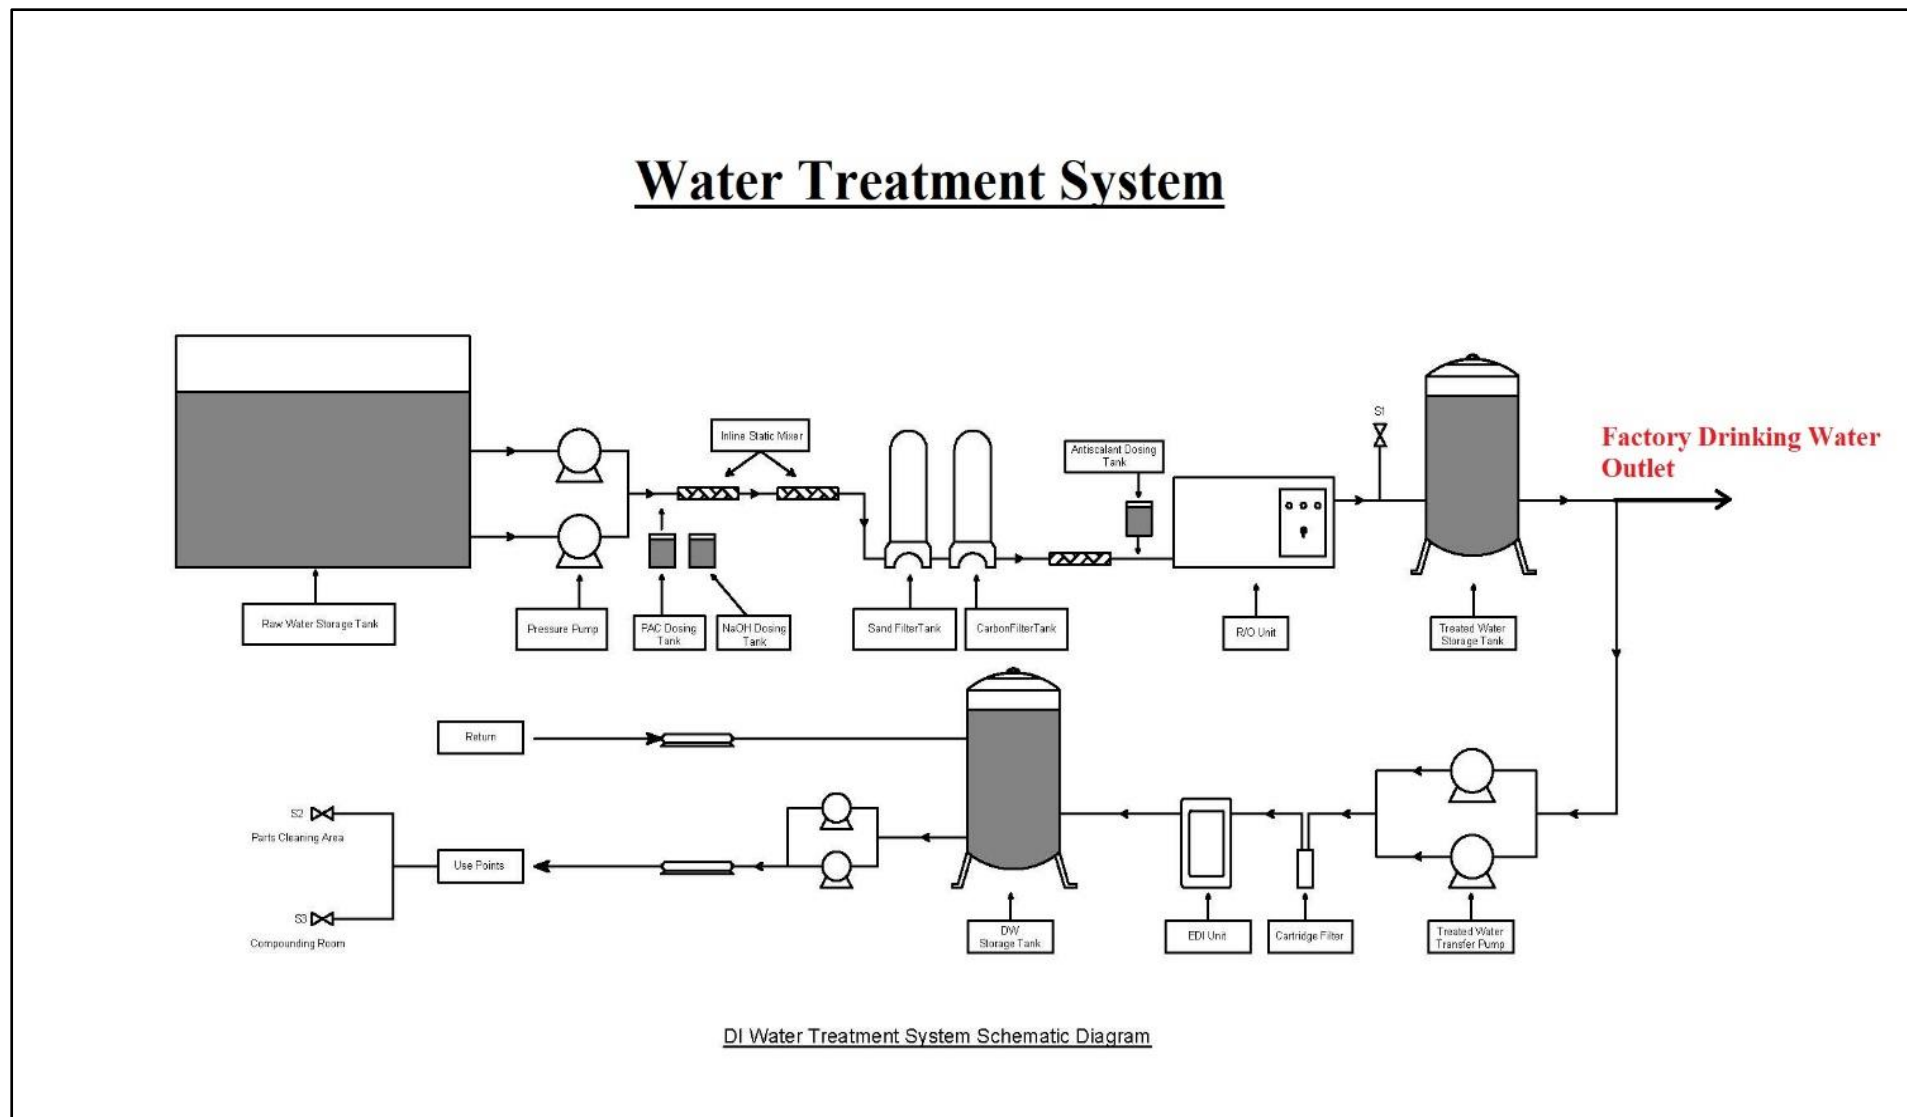 Water Treatment System
Inline Static Mixer
Antiscalant Dosing
Tank
S1
Factory Drinking Water
Outlet
Raw Water Storage Tank
Pressure Pump
PAC Dosing
Tank
NaOH Dosing
Tank
Sand FilterTank
CarbonFilterTank
R/O Unit
Treated Water
Storage Tank
Return
S2
Parts Cleaning Area
Use Points
S3
Compounding Room
DW
Storage Tank
EDI Unit
Cartridge Filter
Treated Water
Transfer Pump
DI Water Treatment System Schematic Diagram